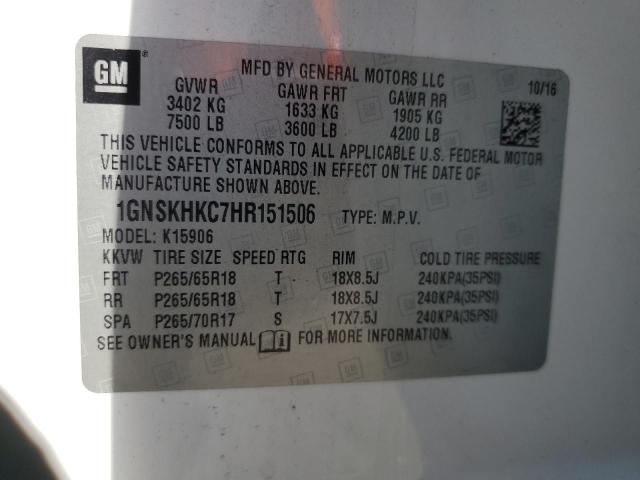 GM
®
MFD BY GENERAL MOTORS LLC
10/16
GVWR GAWR FRT GAWR RR
3402 KG 1633 KG 1905 KG
7500 LB 3600 LB 4200 LB
THIS VEHICLE CONFORMS TO ALL APPLICABLE U.S. FEDERAL MOTOR
VEHICLE SAFETY STANDARDS IN EFFECT ON THE DATE OF
MANUFACTURE SHOWN ABOVE.
1GNSKHKC7HR151506 TYPE: M.P.V.
MODEL: K15906
KKVW TIRE SIZE SPEED RTG RIM COLD TIRE PRESSURE
FRT P265/65R18 T 18X8.5J 240KPA(35PSI)
RR P265/65R18 T 18X8.5J 240KPA(35PSI)
SPA P265/70R17 S 17X7.5J 240KPA(35PSI)
SEE OWNER'S MANUAL FOR MORE INFORMATION.